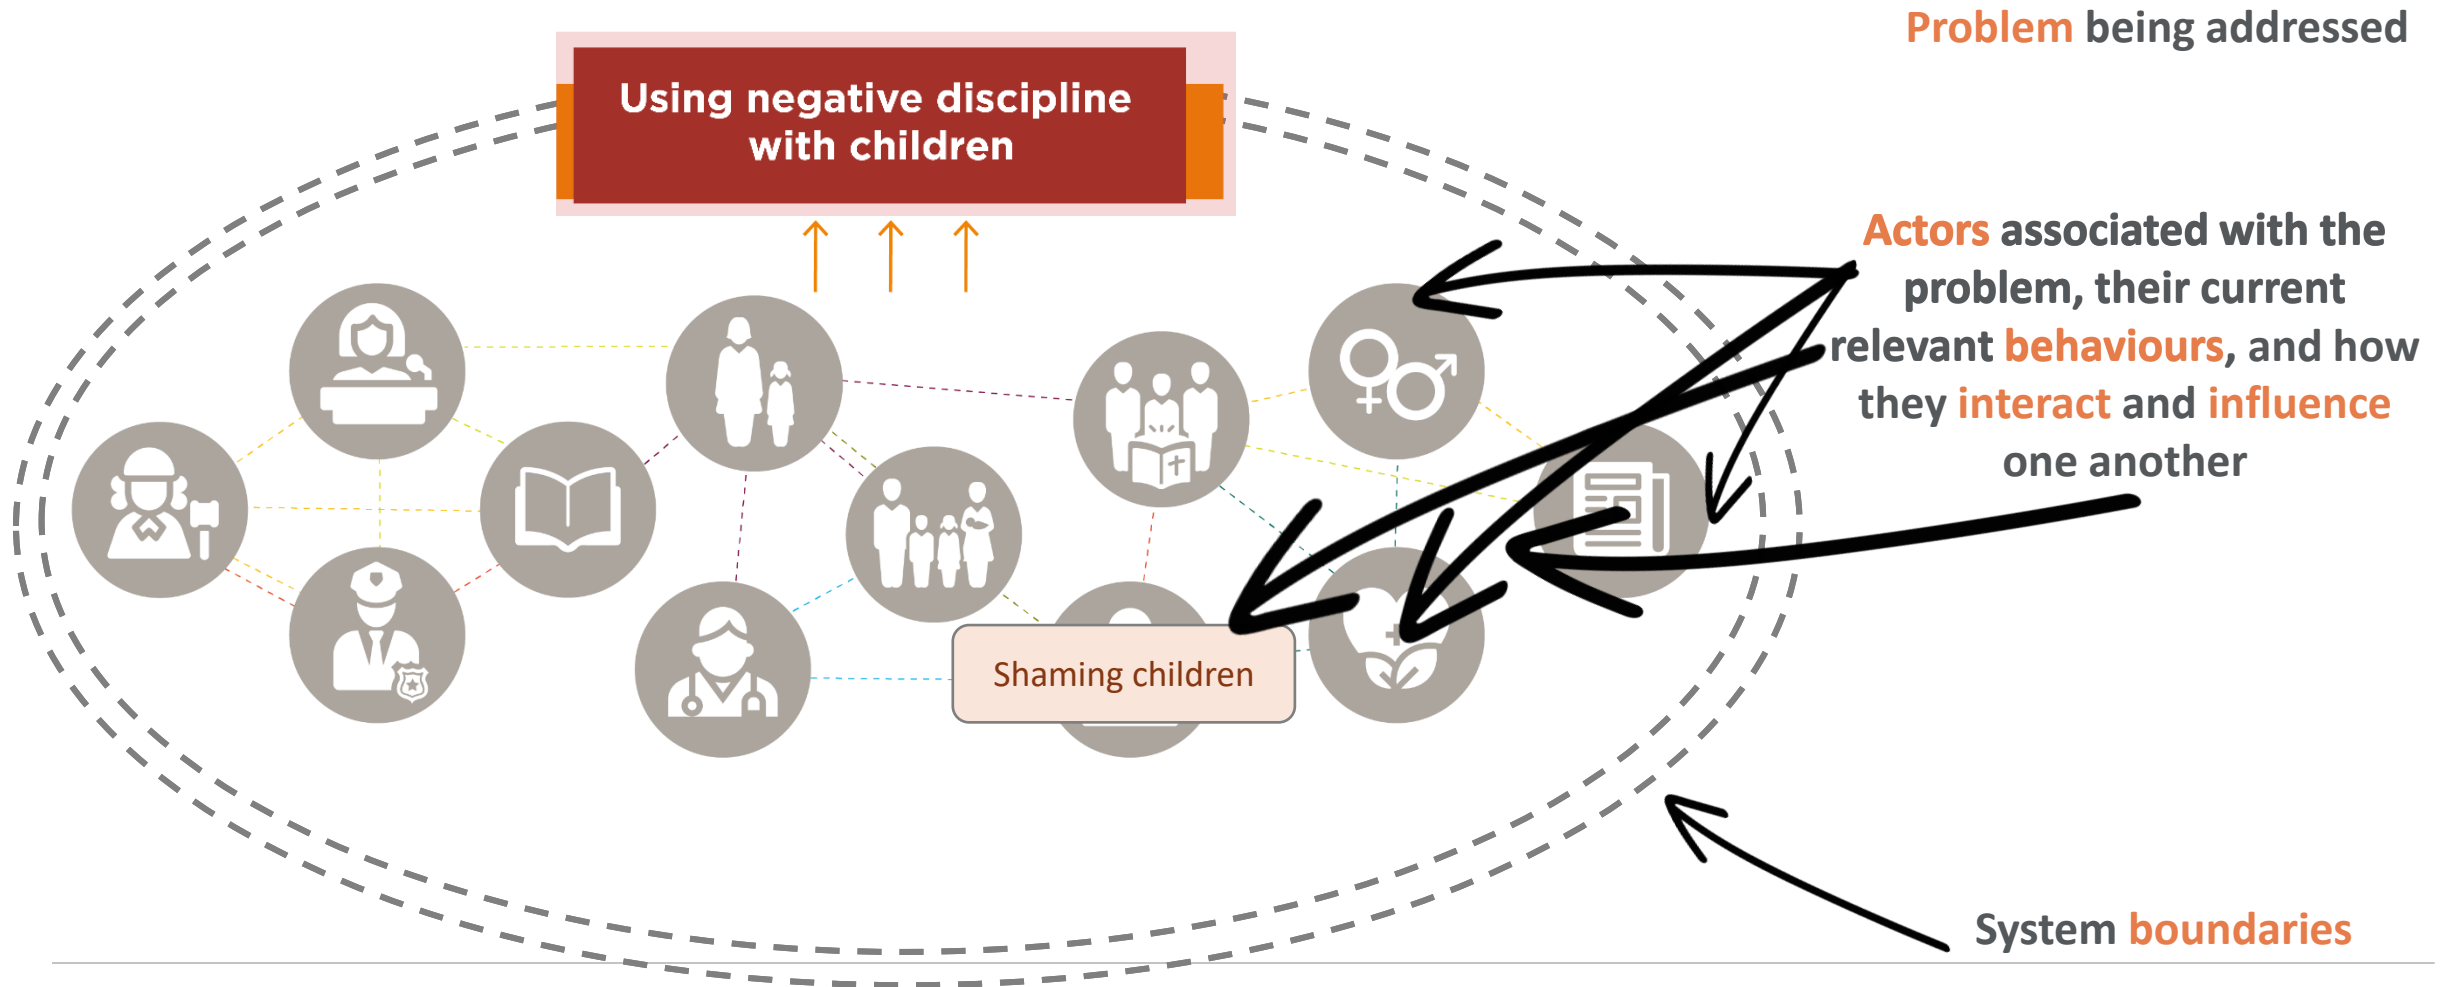 Problem being addressed
Using negative discipline
with children
Actors associated with the
problem, their current
relevant behaviours, and how
they interact and influence
one another
Shaming children
System boundaries